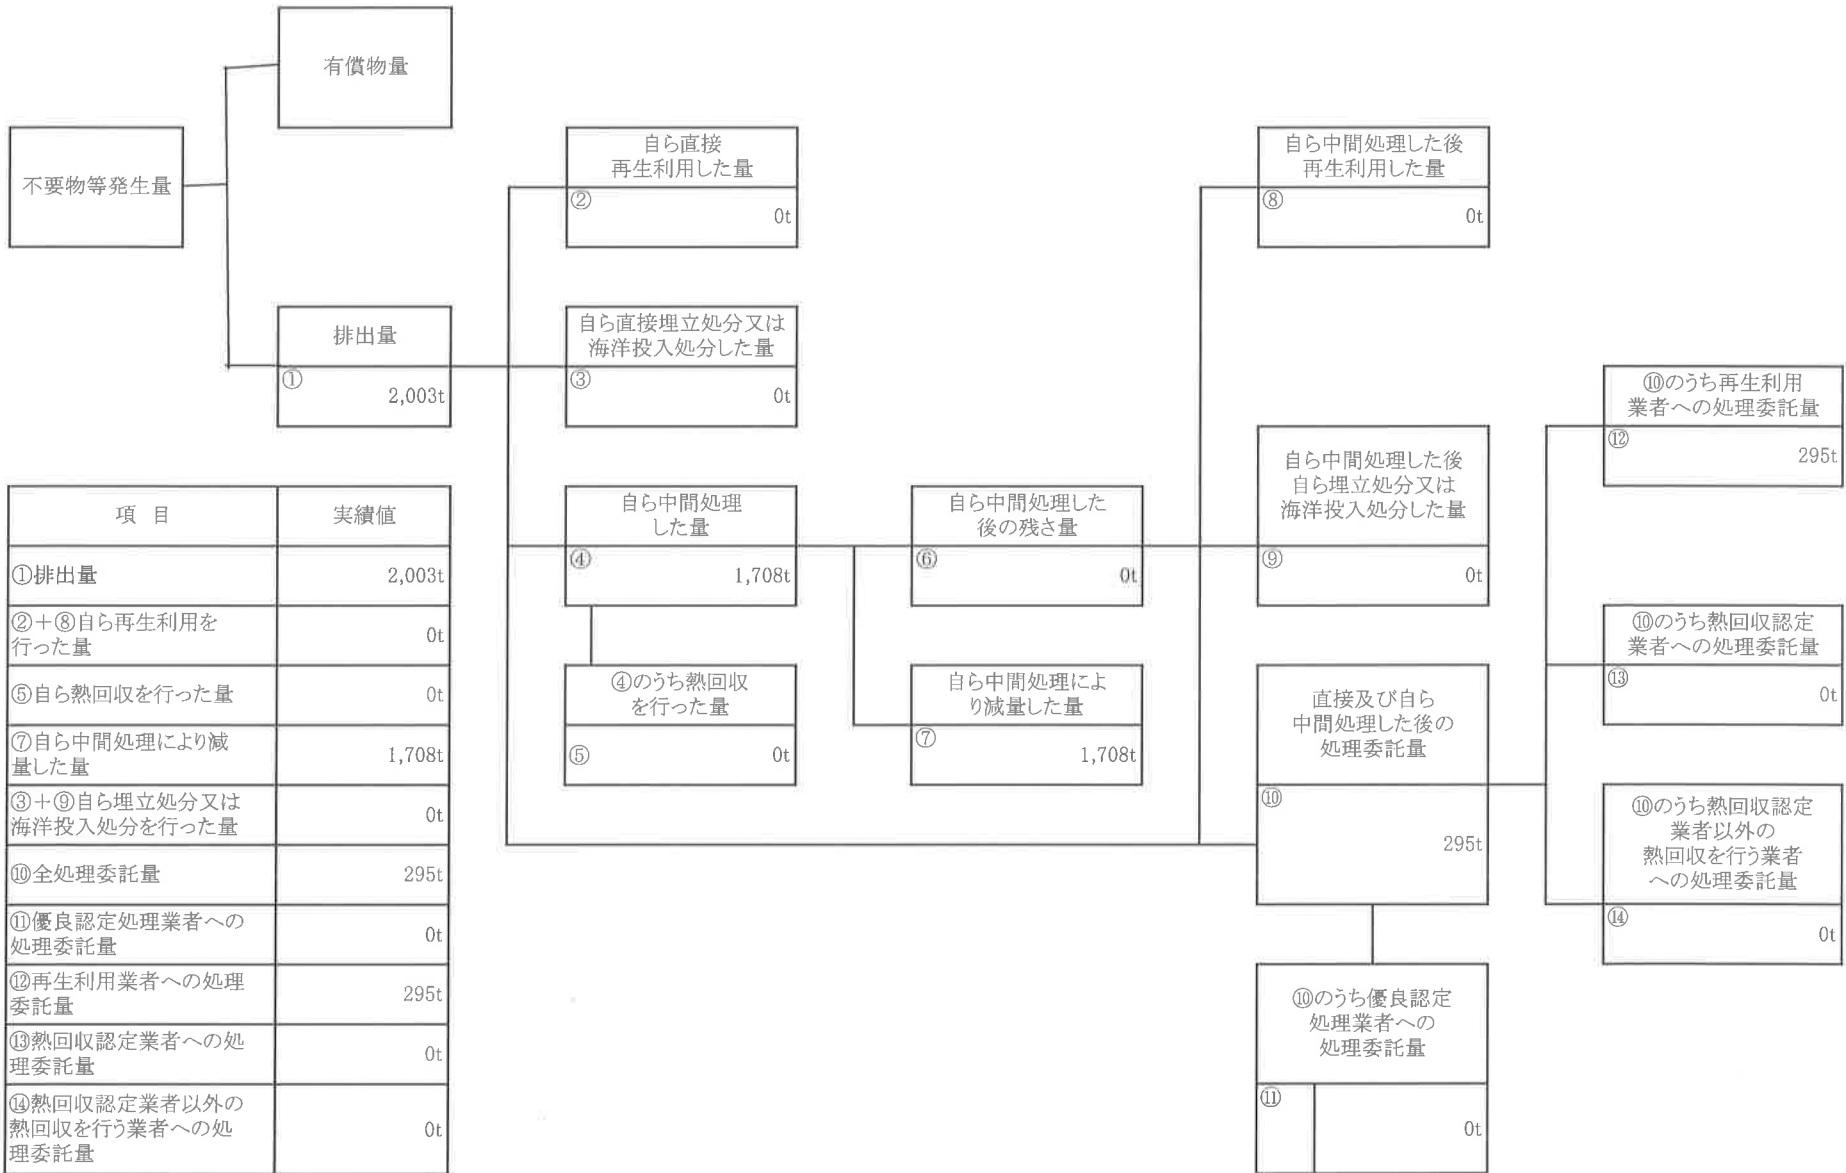 有償物量
不要物等発生量
排出量
①
2,003t
自ら直接
再生利用した量
②
0t
自ら直接埋立処分又は
海洋投入処分した量
③
0t
自ら中間処理
した量
④
1,708t
④のうち熱回収
を行った量
⑤
0t
自ら中間処理した
後の残さ量
⑥
0t
自ら中間処理によ
り減量した量
⑦
1,708t
自ら中間処理した後
再生利用した量
⑧
0t
自ら中間処理した後
自ら埋立処分又は
海洋投入処分した量
⑨
0t
直接及び自ら
中間処理した後の
処理委託量
⑩
295t
⑩のうち優良認定
処理業者への
処理委託量
⑪
0t
⑩のうち再生利用
業者への処理委託量
⑫
295t
⑩のうち熱回収認定
業者への処理委託量
⑬
0t
⑩のうち熱回収認定
業者以外の
熱回収を行う業者
への処理委託量
⑭
0t
項 目
実績値
①排出量
2,003t
②+⑧自ら再生利用を
行った量
0t
⑤自ら熱回収を行った量
0t
⑦自ら中間処理により減
量した量
1,708t
③+⑨自ら埋立処分又は
海洋投入処分を行った量
0t
⑩全処理委託量
295t
⑪優良認定処理業者への
処理委託量
0t
⑫再生利用業者への処理
委託量
295t
⑬熱回収認定業者への処
理委託量
0t
⑭熱回収認定業者以外の
熱回収を行う業者への処
理委託量
0t